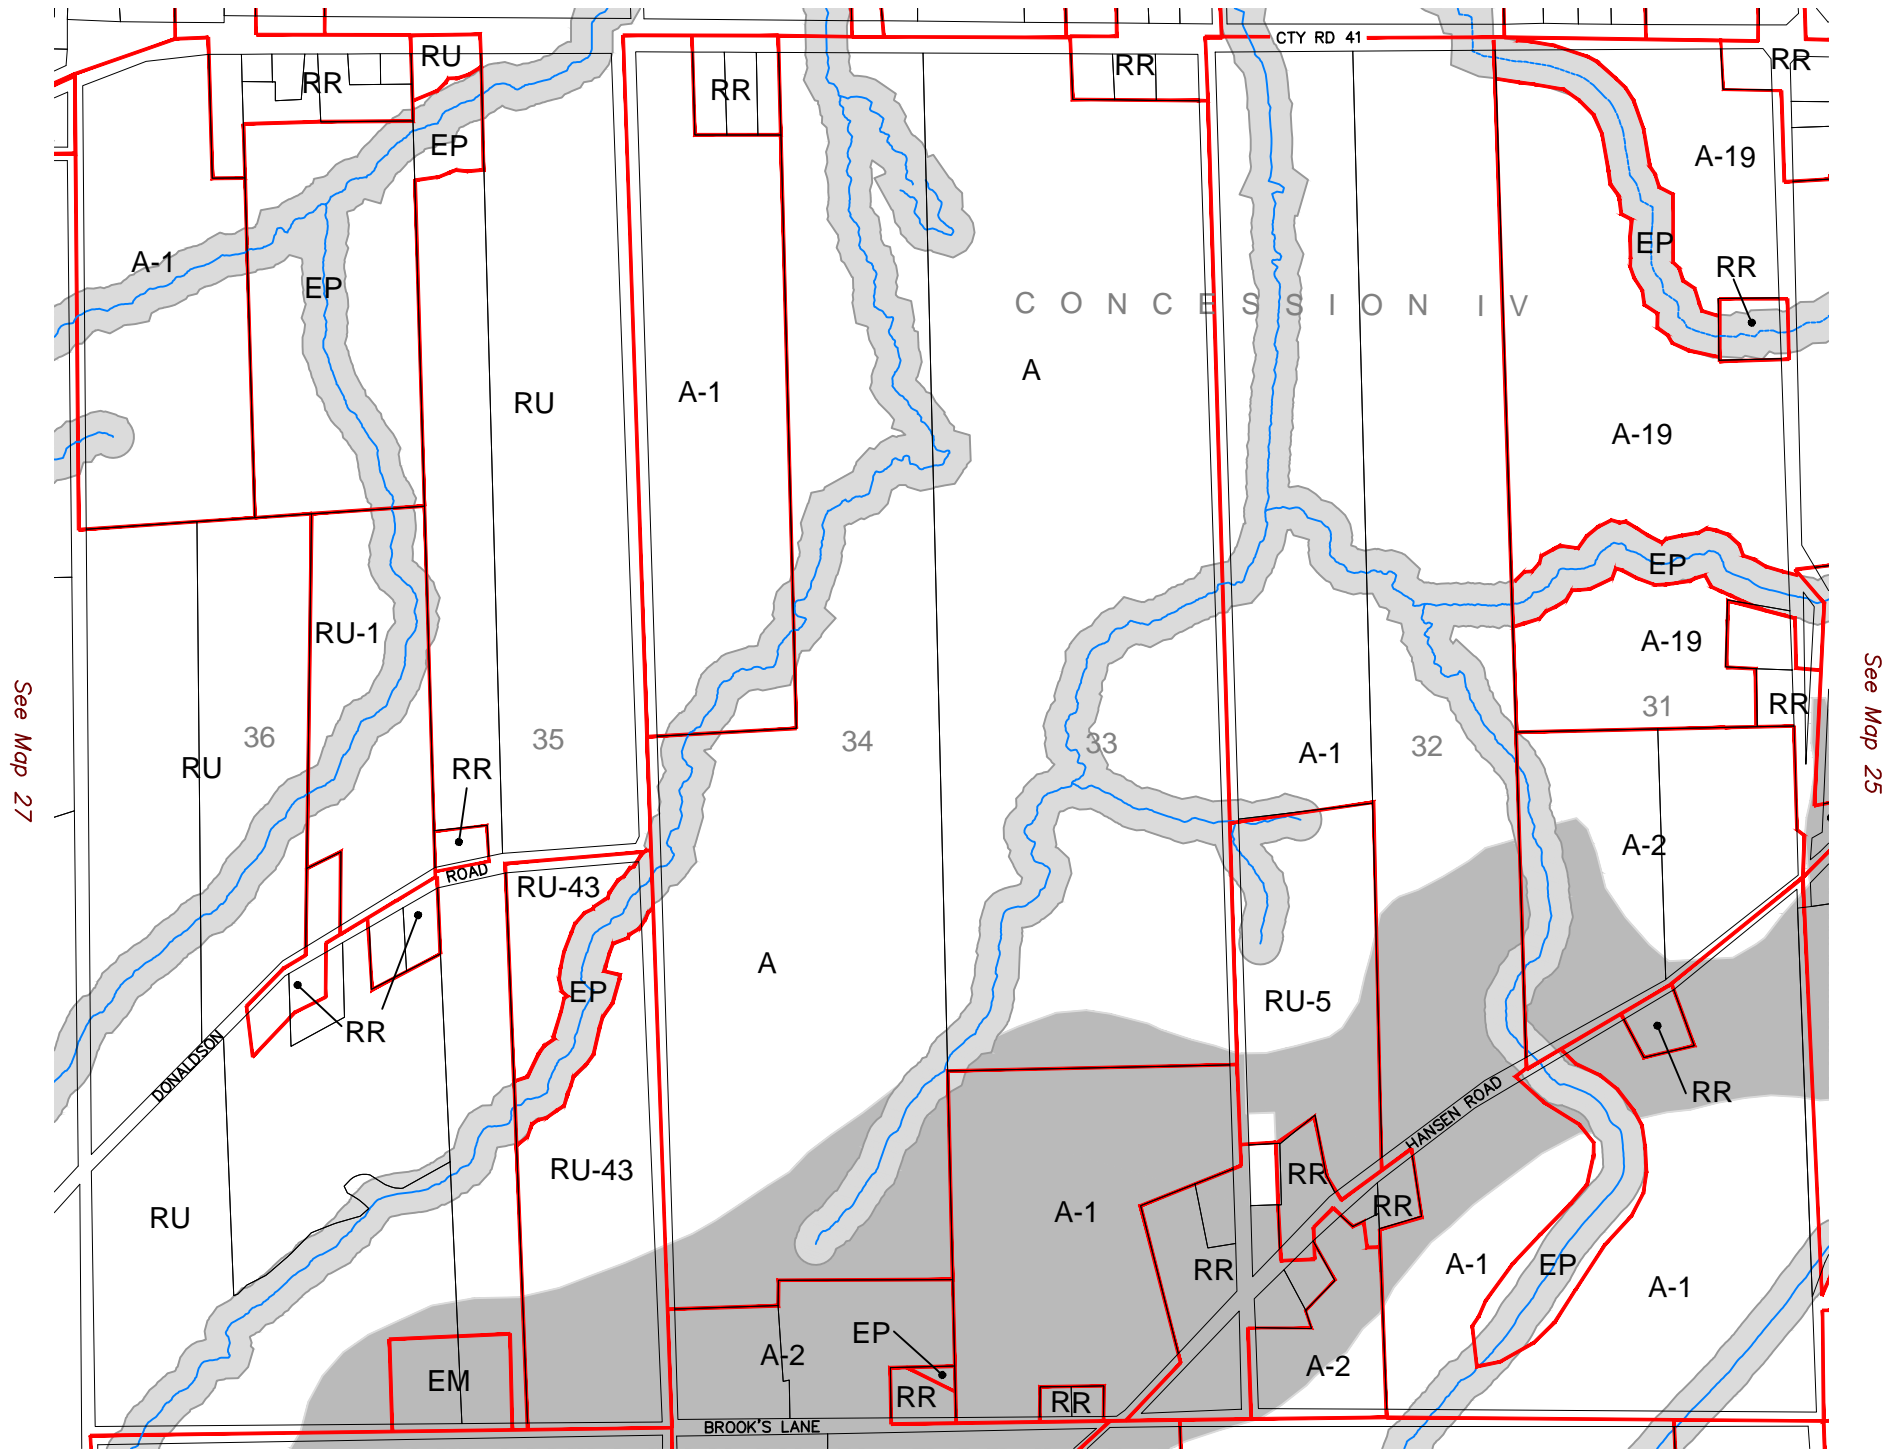 CTY RD 41
RU
RR
RR
RR
RR
EP
A-19
A-1
EP
EP
RR
CONCESSION IV
A
A-1
RU
A-19
EP
RU-1
A-19
See Map 27
See Map 25
36
35
34
33
32
31
RR
A-1
RU
RR
A-2
ROAD
RU-43
A
EP
RU-5
RR
DONALDSON
RR
HANSEN ROAD
RU-43
RR
RR
A-1
RU
RR
A-1
EP
A-1
EP
A-2
A-2
EM
RR
RR
BROOK'S LANE